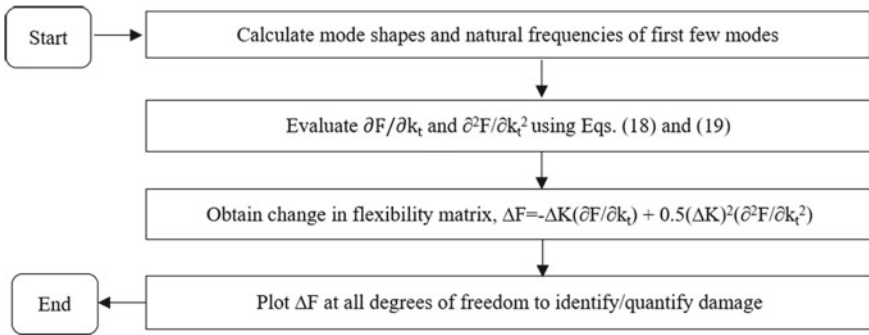 Start
Calculate mode shapes and natural frequencies of first few modes
Evaluate ∂F/∂kₜ and ∂²F/∂kₜ² using Eqs. (18) and (19)
Obtain change in flexibility matrix, ΔF=-ΔK(∂F/∂kₜ) + 0.5(ΔK)²(∂²F/∂kₜ²)
End
Plot ΔF at all degrees of freedom to identify/quantify damage